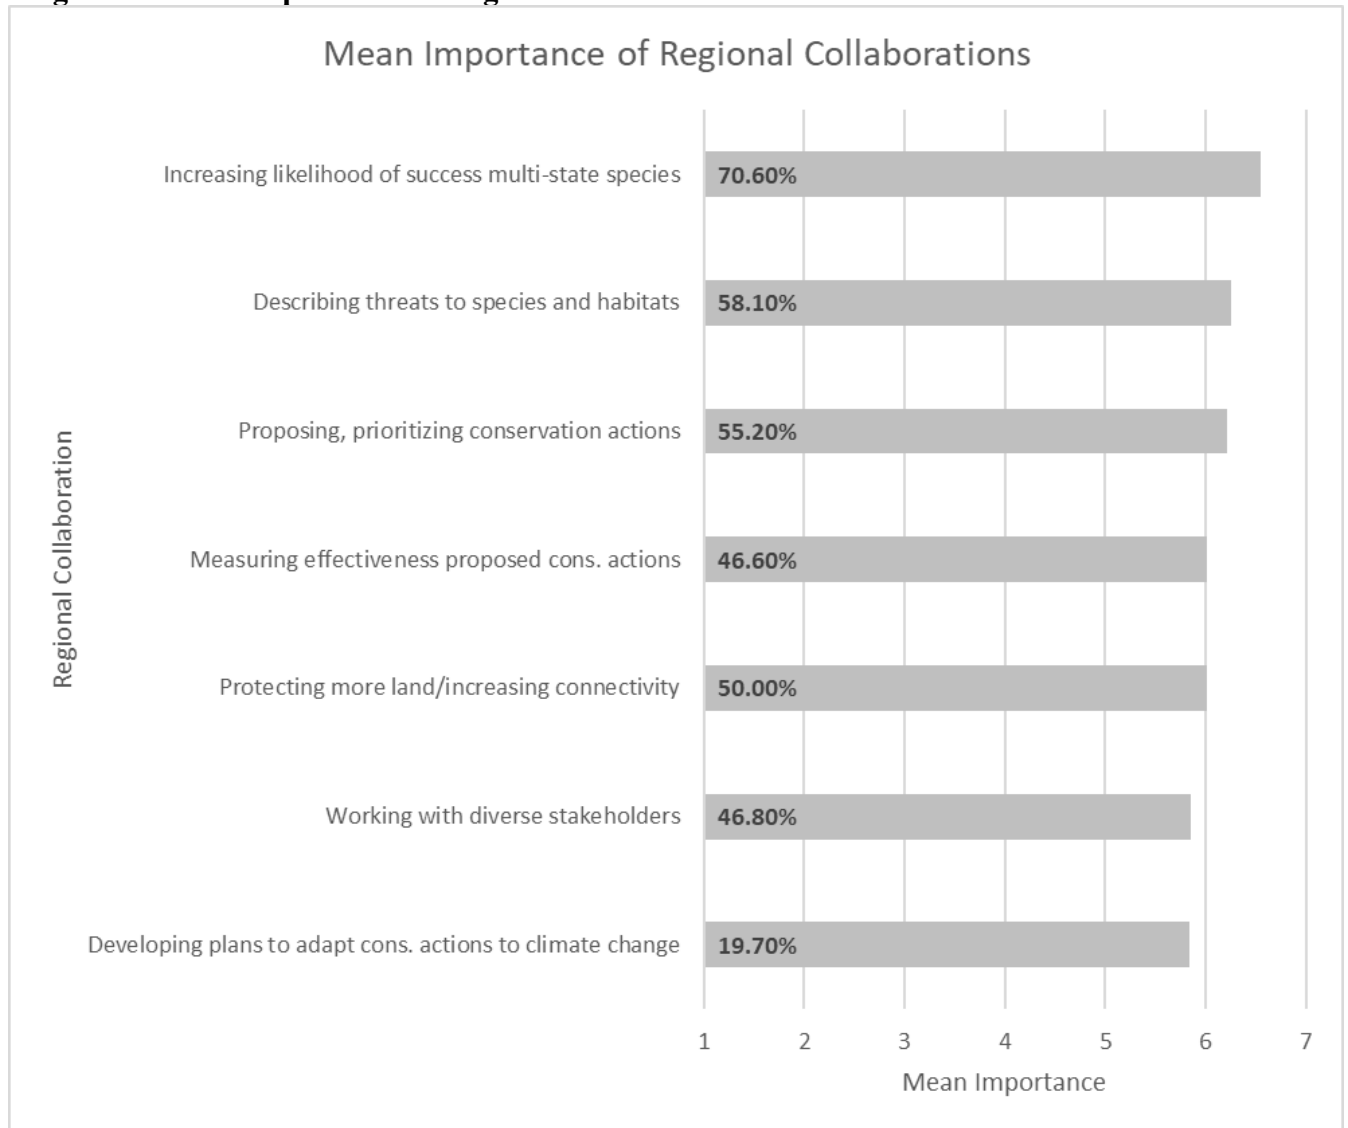 Mean Importance of Regional Collaborations
Increasing likelihood of success multi-state species
70.60%
Describing threats to species and habitats
58.10%
Proposing, prioritizing conservation actions
55.20%
Measuring effectiveness proposed cons. actions
46.60%
Protecting more land/increasing connectivity
50.00%
Working with diverse stakeholders
46.80%
Developing plans to adapt cons. actions to climate change
19.70%
Regional Collaboration
1 2 3 4 5 6 7
Mean Importance